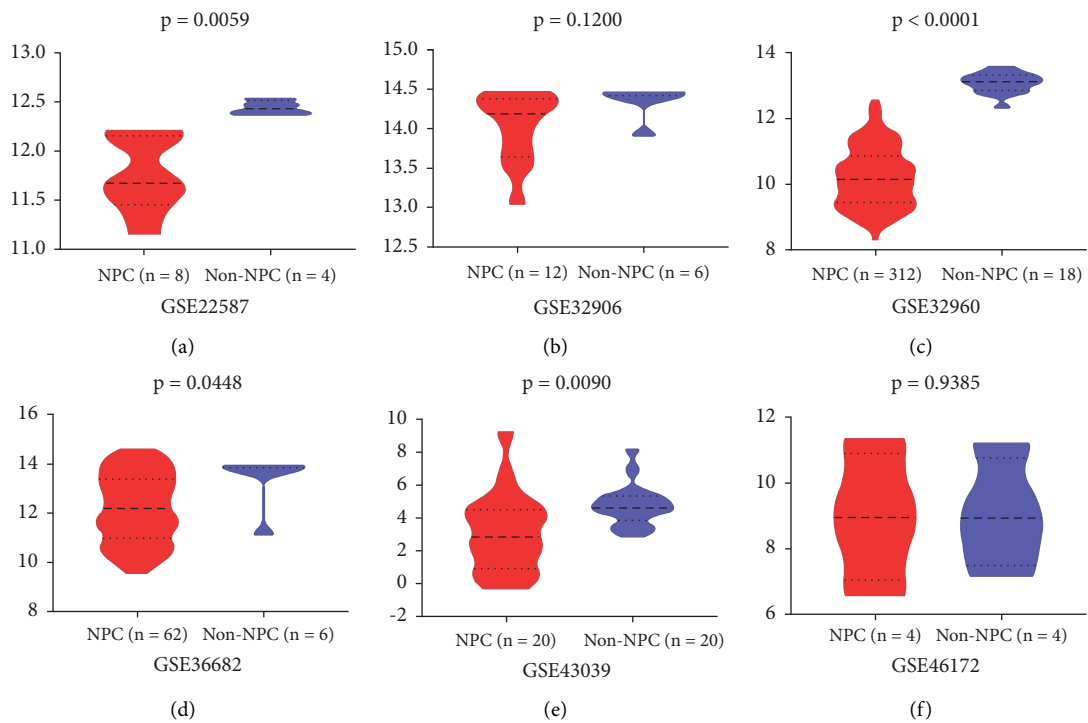 p = 0.0059
13.0
12.5
12.0
11.5
11.0
NPC (n = 8) Non-NPC (n = 4)
GSE22587
(a)
p = 0.1200
15.0
14.5
14.0
13.5
13.0
12.5
NPC (n = 12) Non-NPC (n = 6)
GSE32906
(b)
p < 0.0001
14
12
10
8
NPC (n = 312) Non-NPC (n = 18)
GSE32960
(c)
p = 0.0448
16
14
12
10
8
NPC (n = 62) Non-NPC (n = 6)
GSE36682
(d)
p = 0.0090
10
8
6
4
2
0
-2
NPC (n = 20) Non-NPC (n = 20)
GSE43039
(e)
p = 0.9385
12
10
8
6
NPC (n = 4) Non-NPC (n = 4)
GSE46172
(f)